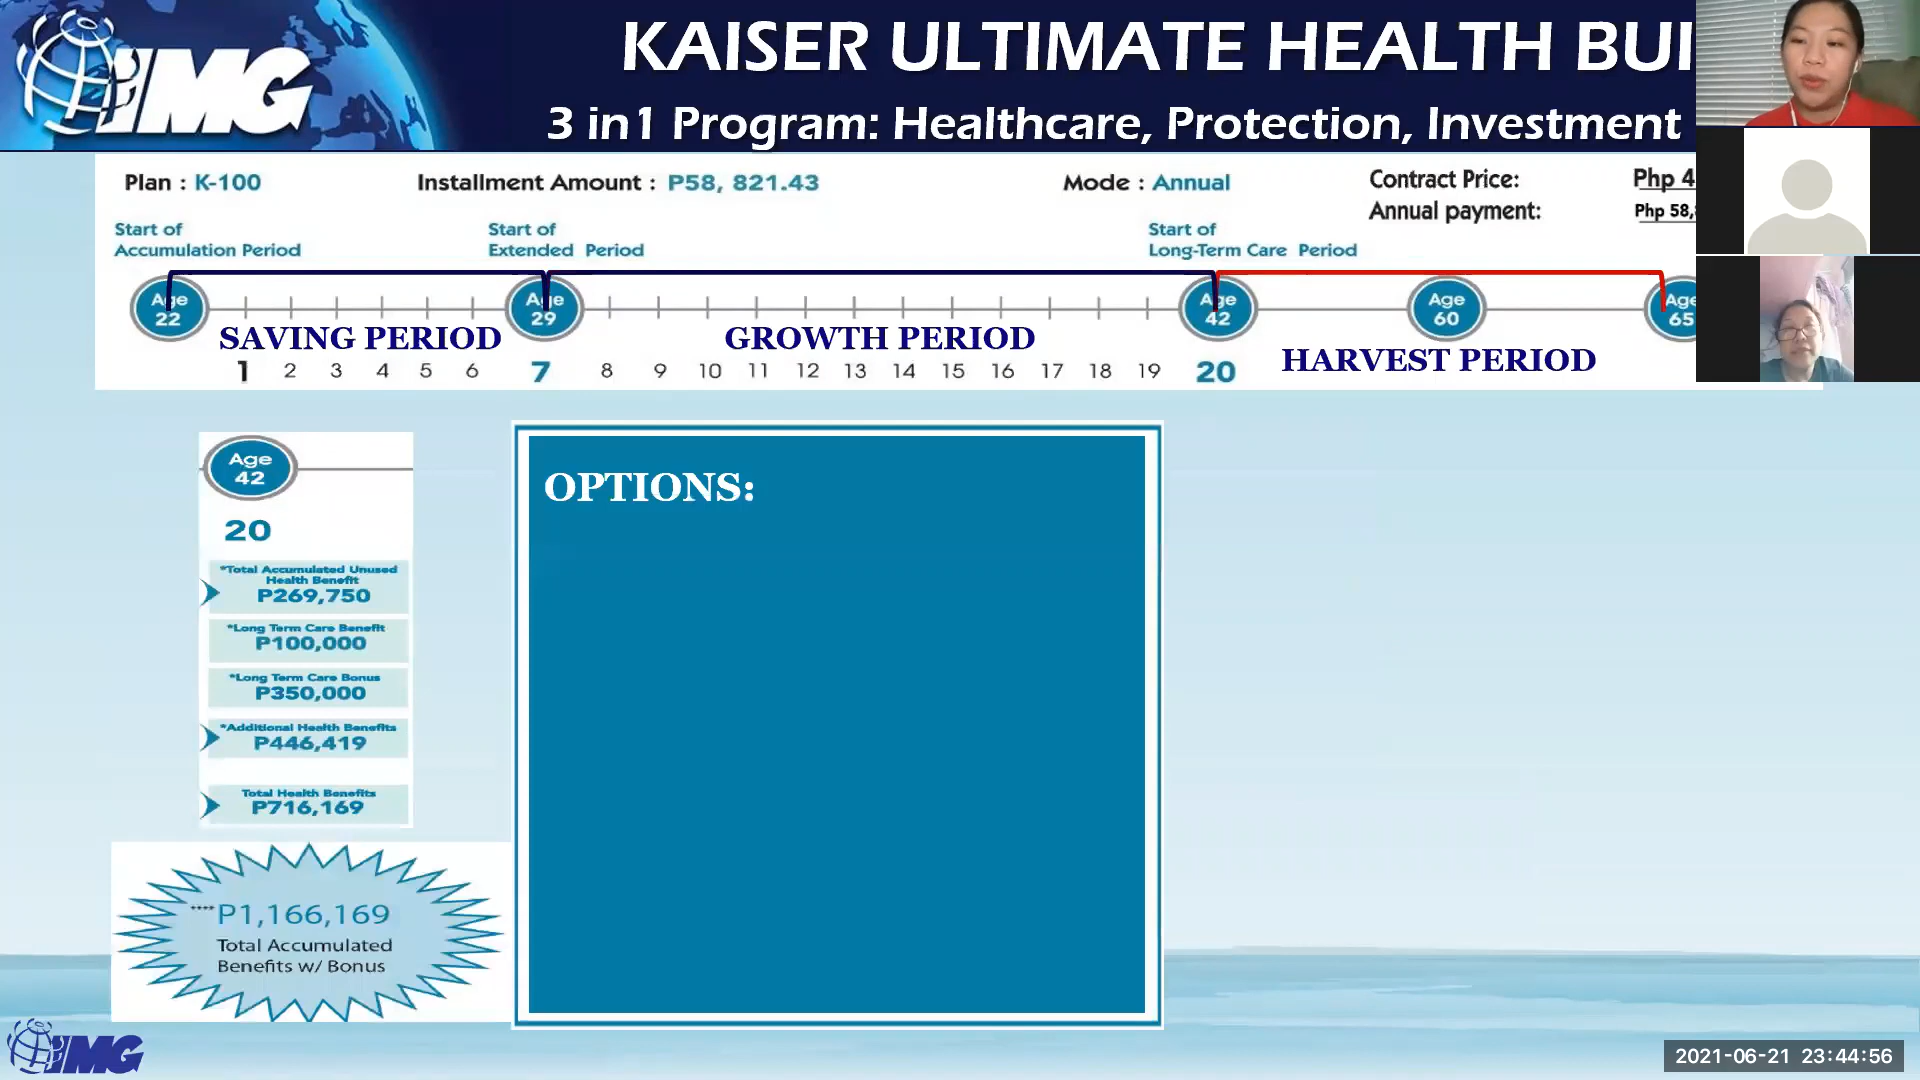 IMG
KAISER ULTIMATE HEALTH BUI
3 in1 Program: Healthcare, Protection, Investment
Plan : K-100
Installment Amount : P58, 821.43
Mode : Annual
Contract Price: Php 4
Annual payment: Php 58,
Start of
Accumulation Period
Start of
Extended Period
Start of
Long-Term Care Period
Age
22
Age
29
Age
42
Age
60
Age
65
SAVING PERIOD
GROWTH PERIOD
HARVEST PERIOD
1 2 3 4 5 6 7 8 9 10 11 12 13 14 15 16 17 18 19 20
Age
42
20
*Total Accumulated Unused
Health Benefit
P269,750
*Long Term Care Benefit
P100,000
*Long Term Care Bonus
P350,000
*Additional Health Benefits
P446,419
Total Health Benefits
P716,169
****P1,166,169
Total Accumulated
Benefits w/ Bonus
OPTIONS:
IMG
2021-06-21 23:44:56